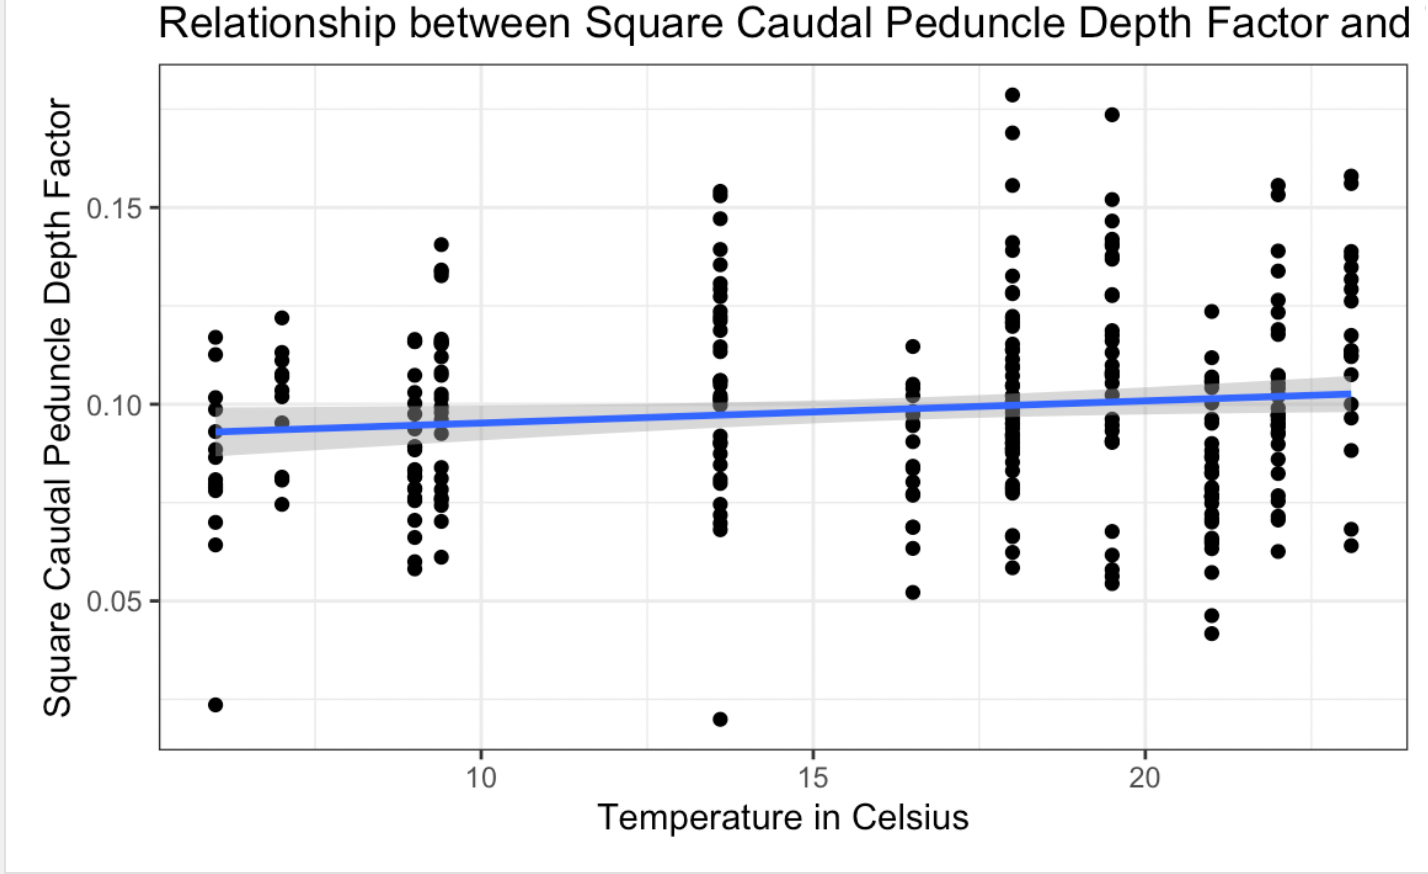 Relationship between Square Caudal Peduncle Depth Factor and
Square Caudal Peduncle Depth Factor
0.15
0.10
0.05
10 15 20
Temperature in Celsius